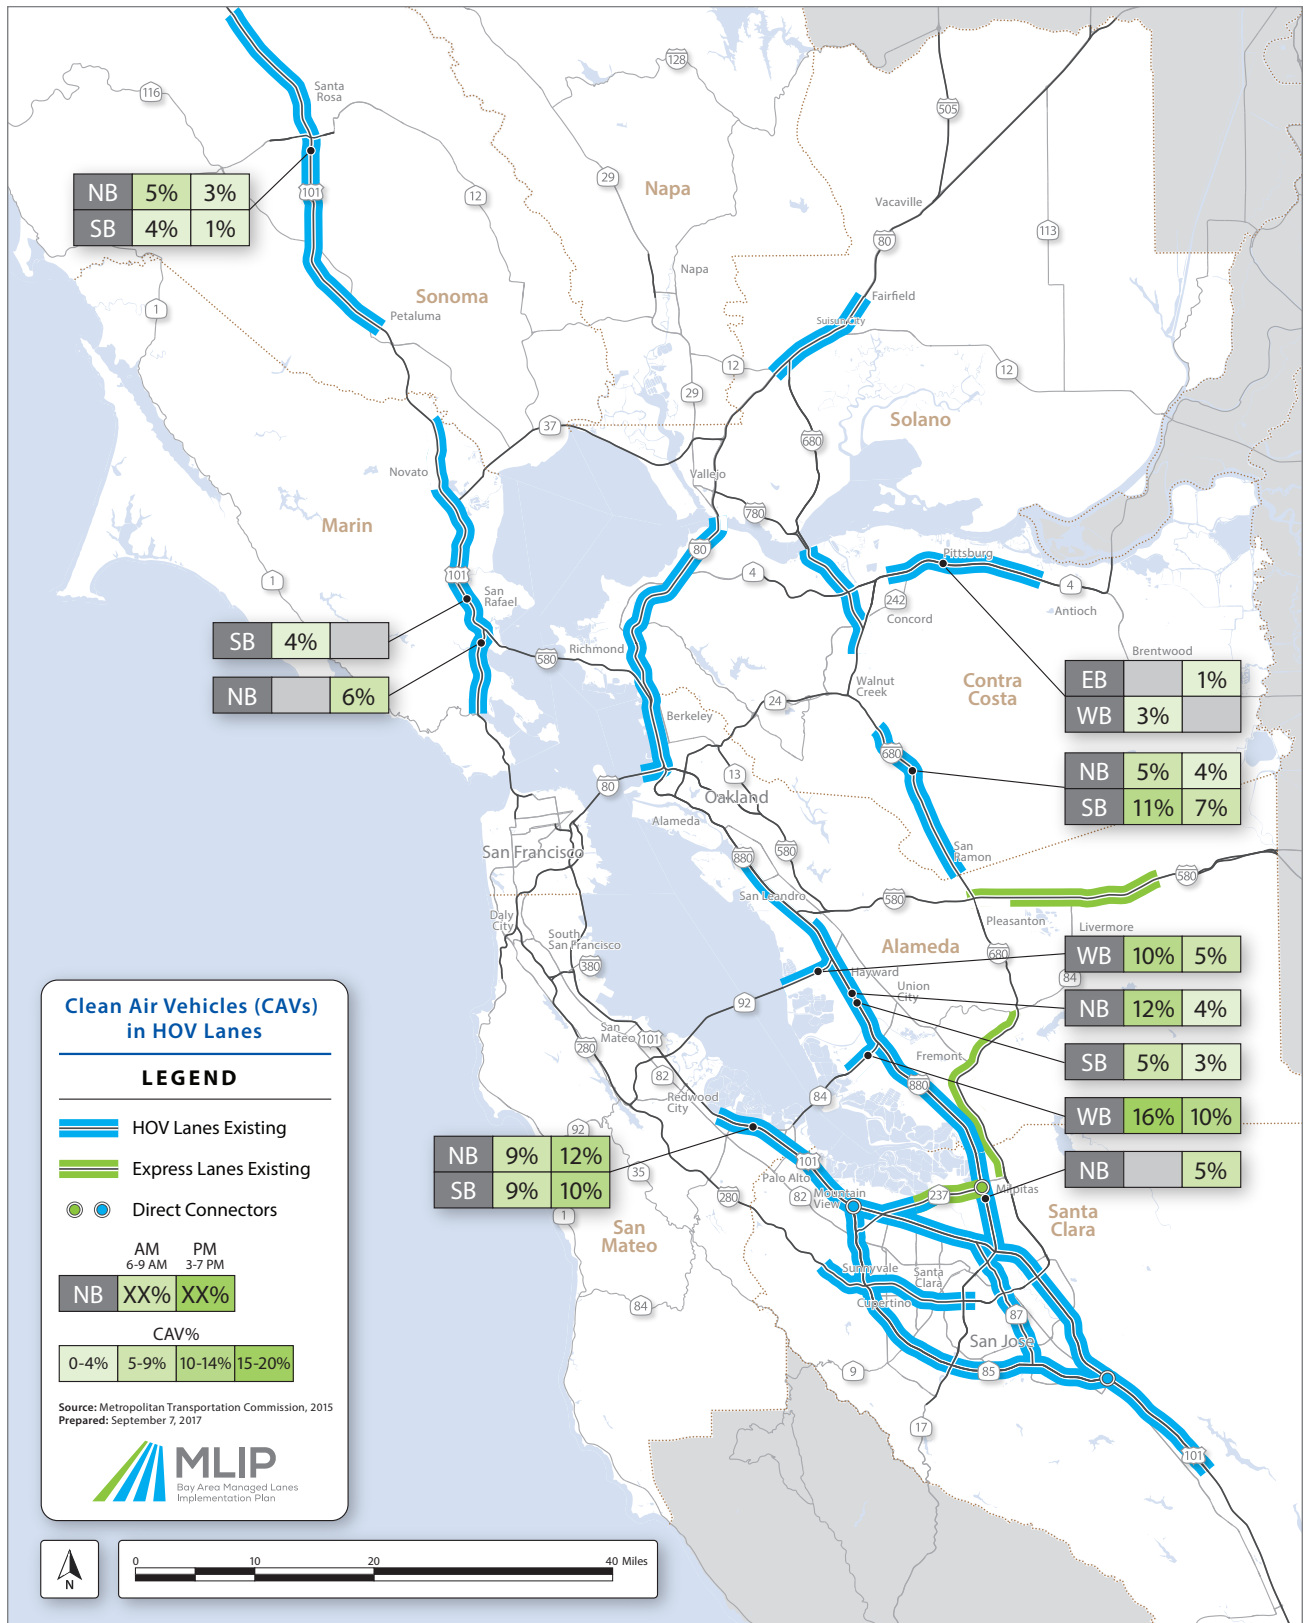 128
116
Santa
Rosa
505
29
Napa
12
NB 5% 3%
SB 4% 1%
101
Vacaville
113
80
Napa
Sonoma
1
Petaluma
Fairfield
Suisun City
12
12
29
Solano
37
680
Novato
Vallejo
Marin
780
80
Pittsburg
101
4
4
1
San
Rafael
242
Antioch
Concord
SB 4%
Richmond
580
Brentwood
Walnut
Creek
Contra
Costa
EB 1%
WB 3%
NB 6%
24
Berkeley
680
13
NB 5% 4%
SB 11% 7%
80
Oakland
Alameda
San Francisco
880
580
San
Ramon
580
San Leandro
580
Daly
City
Pleasanton
Livermore
South
San Francisco
Alameda
680
WB 10% 5%
380
Hayward
84
Union
City
NB 12% 4%
92
San
Mateo
101
280
SB 5% 3%
Fremont
82
880
Redwood
City
84
WB 16% 10%
92
NB 9% 12%
SB 9% 10%
101
NB 5%
35
Palo Alto
280
82
Mountain
View
237
Milpitas
1
San
Mateo
Santa
Clara
Sunnyvale
Santa
Clara
Cupertino
84
87
San Jose
9
85
17
101
Clean Air Vehicles (CAVs)
in HOV Lanes
LEGEND
HOV Lanes Existing
Express Lanes Existing
Direct Connectors
AM PM
6-9 AM 3-7 PM
NB XX% XX%
CAV%
0-4% 5-9% 10-14% 15-20%
Source: Metropolitan Transportation Commission, 2015
Prepared: September 7, 2017
MLIP
Bay Area Managed Lanes
Implementation Plan
N
0 10 20 40 Miles